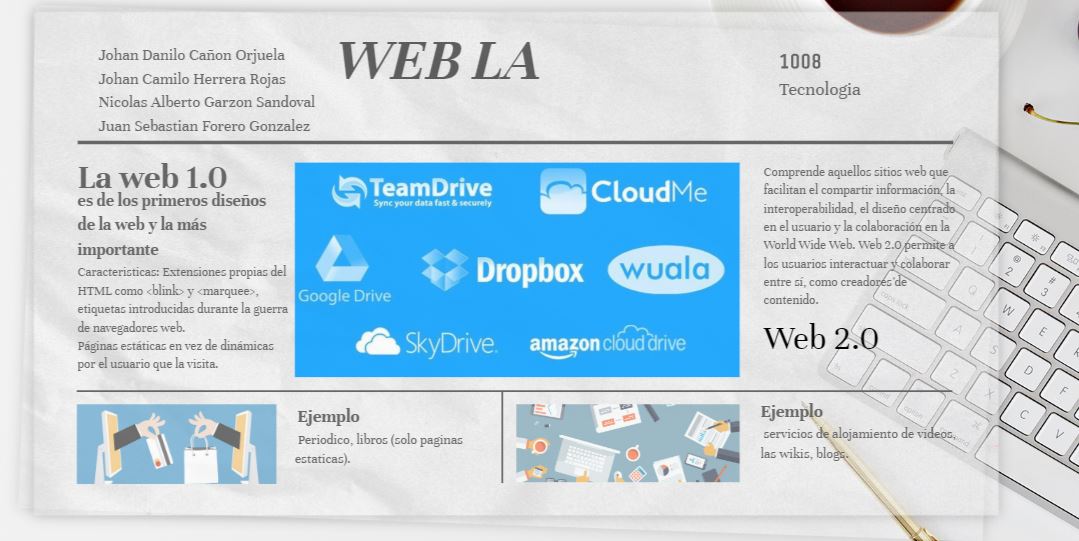 Johan Danilo Cañon Orjuela
Johan Camilo Herrera Rojas
Nicolas Alberto Garzon Sandoval
Juan Sebastian Forero Gonzalez
WEB LA
1008
Tecnologia
La web 1.0
es de los primeros diseños
de la web y la más
importante
Caracteristicas: Extensiones propias del
HTML como <blink> y <marquee>,
etiquetas introducidas durante la guerra
de navegadores web.
Páginas estáticas en vez de dinámicas
por el usuario que la visita.
TeamDrive
Sync your data fast & securely
CloudMe
Google Drive
Dropbox
wuala
SkyDrive.
amazon cloud drive
Comprende aquellos sitios web que
facilitan el compartir información, la
interoperabilidad, el diseño centrado
en el usuario y la colaboración en la
World Wide Web. Web 2.0 permite a
los usuarios interactuar y colaborar
entre sí, como creadores de
contenido.
Web 2.0
Ejemplo
Periodico, libros (solo paginas
estaticas).
Ejemplo
servicios de alojamiento de videos,
las wikis, blogs.
caps lock
option
command
@
2
#
3
Q
W
E
A
S
D
F
Z
X
C
V